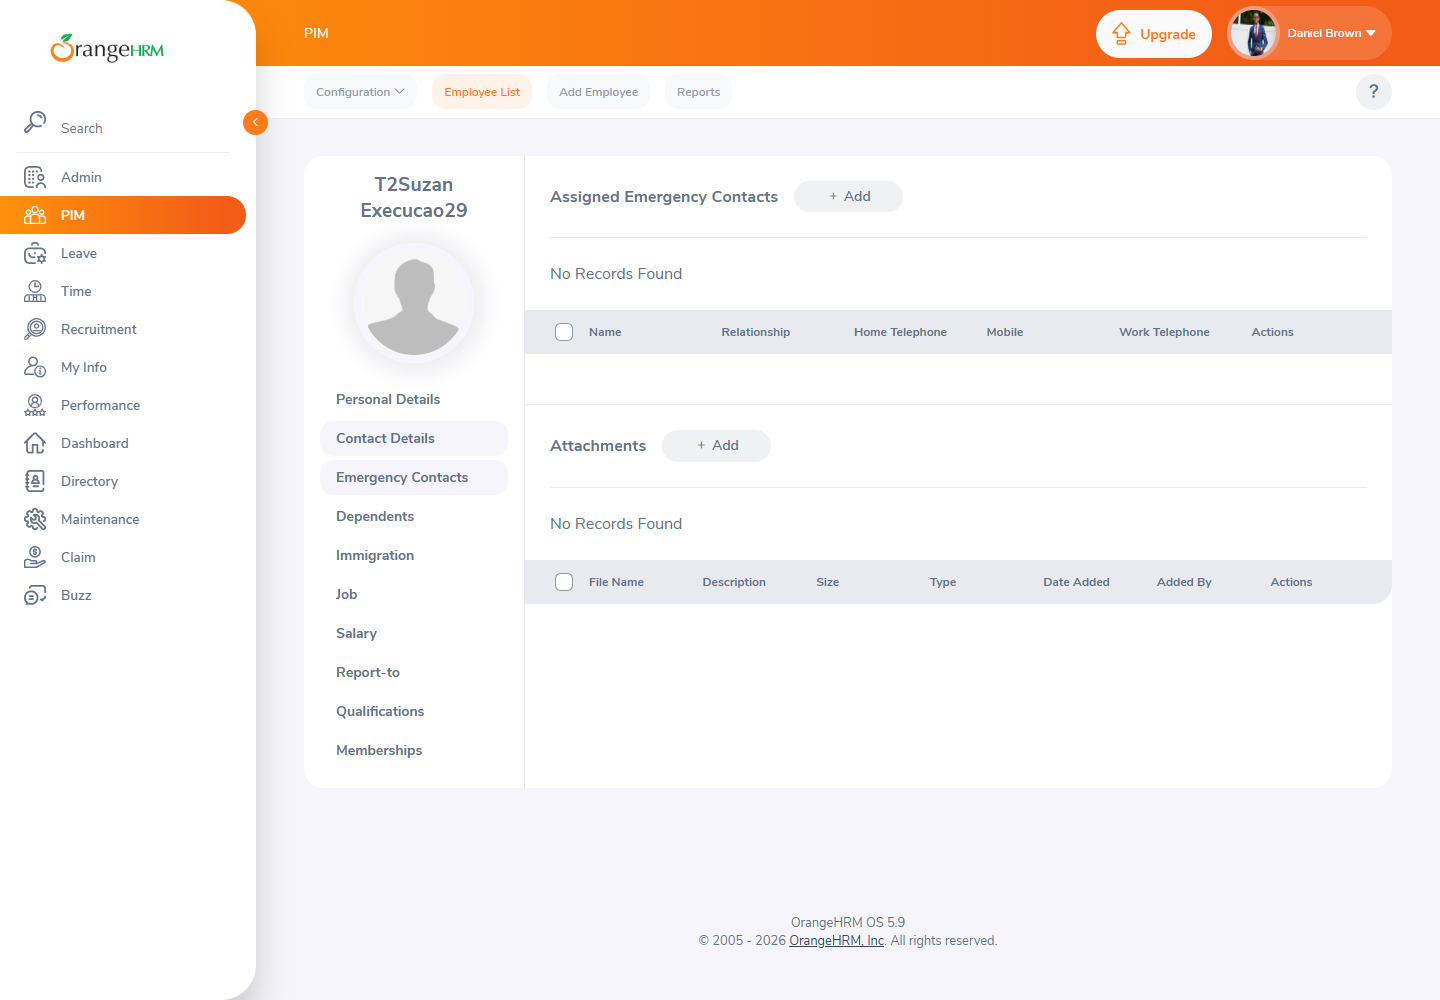 OrangeHRM
Search
Admin
PIM
Leave
Time
Recruitment
My Info
Performance
Dashboard
Directory
Maintenance
Claim
Buzz
PIM
Upgrade
Daniel Brown
Configuration
Employee List
Add Employee
Reports
?
T2Suzan
Execucao29
Personal Details
Contact Details
Emergency Contacts
Dependents
Immigration
Job
Salary
Report-to
Qualifications
Memberships
Assigned Emergency Contacts + Add
No Records Found
Name Relationship Home Telephone Mobile Work Telephone Actions
Attachments + Add
No Records Found
File Name Description Size Type Date Added Added By Actions
OrangeHRM OS 5.9
© 2005 - 2026 OrangeHRM, Inc. All rights reserved.